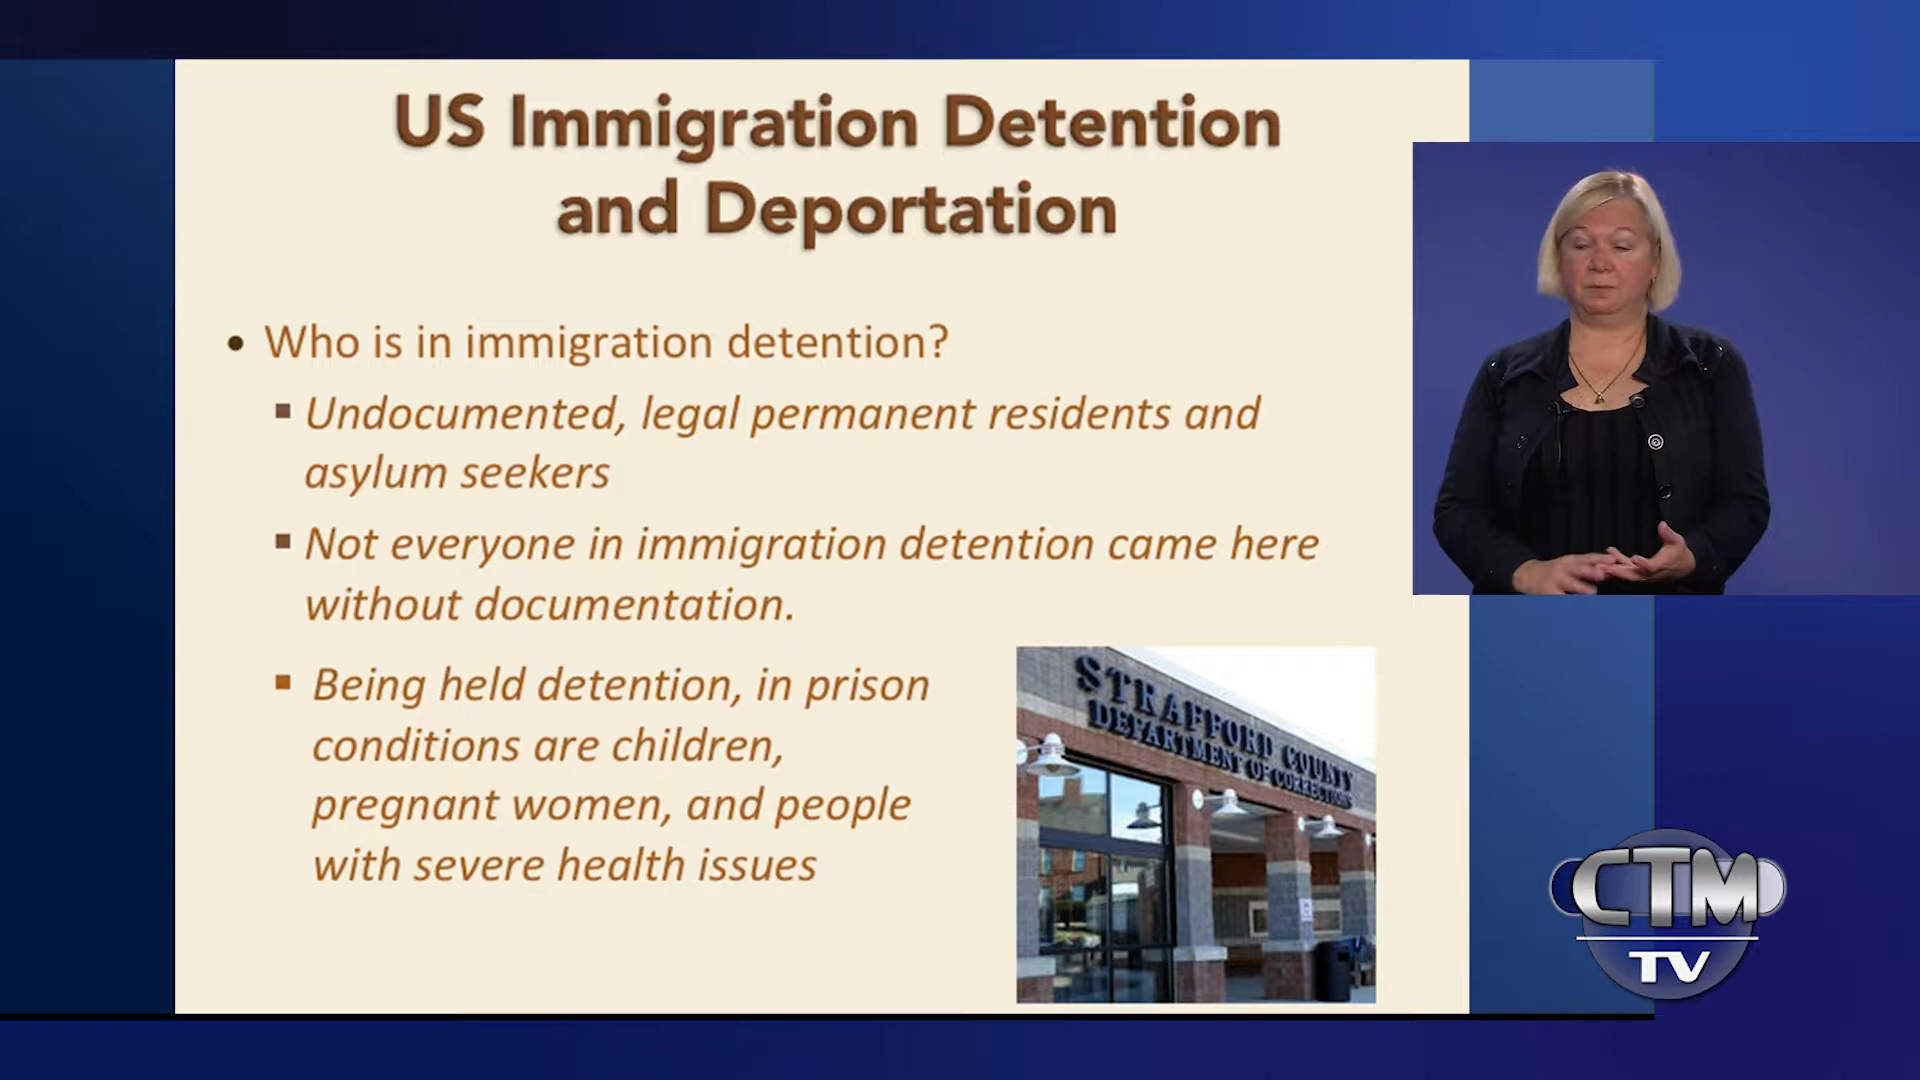 US Immigration Detention
and Deportation
• Who is in immigration detention?
▪ Undocumented, legal permanent residents and
asylum seekers
▪ Not everyone in immigration detention came here
without documentation.
▪ Being held detention, in prison
conditions are children,
pregnant women, and people
with severe health issues
STRAFFORD COUNTY
DEPARTMENT OF CORRECTIONS
CTM
TV